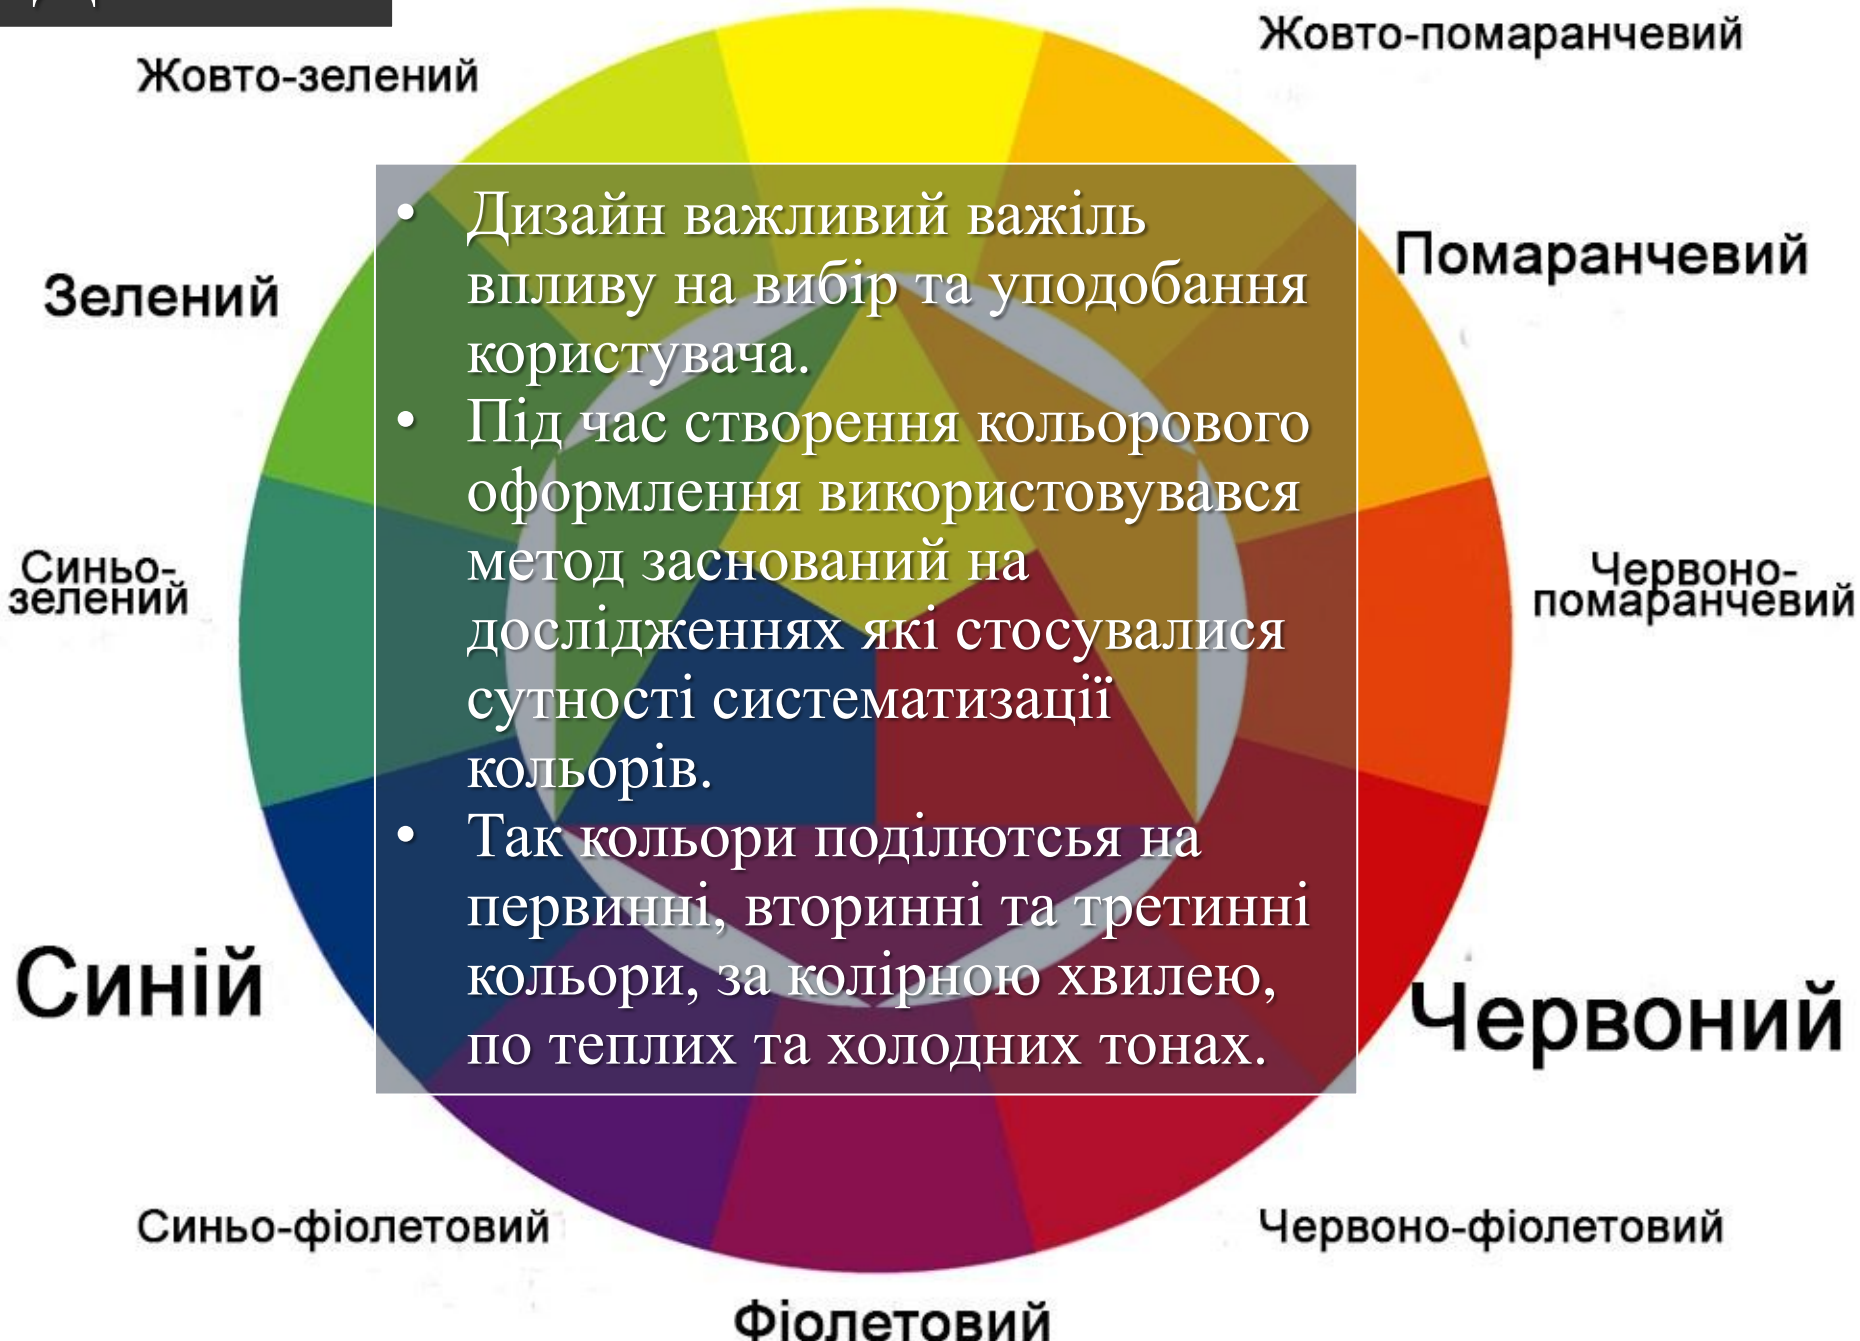 Жовто-помаранчевий
Жовто-зелений
Помаранчевий
Зелений
• Дизайн важливий важіль
впливу на вибір та уподобання
користувача.
• Під час створення кольорового
оформлення використовувався
метод заснований на
дослідженнях які стосувалися
сутності систематизації
кольорів.
• Так кольори поділютсья на
первинні, вторинні та третинні
кольори, за колірною хвилею,
по теплих та холодних тонах.
Синьо-
зелений
Червоно-
помаранчевий
Синій
Червоний
Синьо-фіолетовий
Червоно-фіолетовий
Фіолетовий